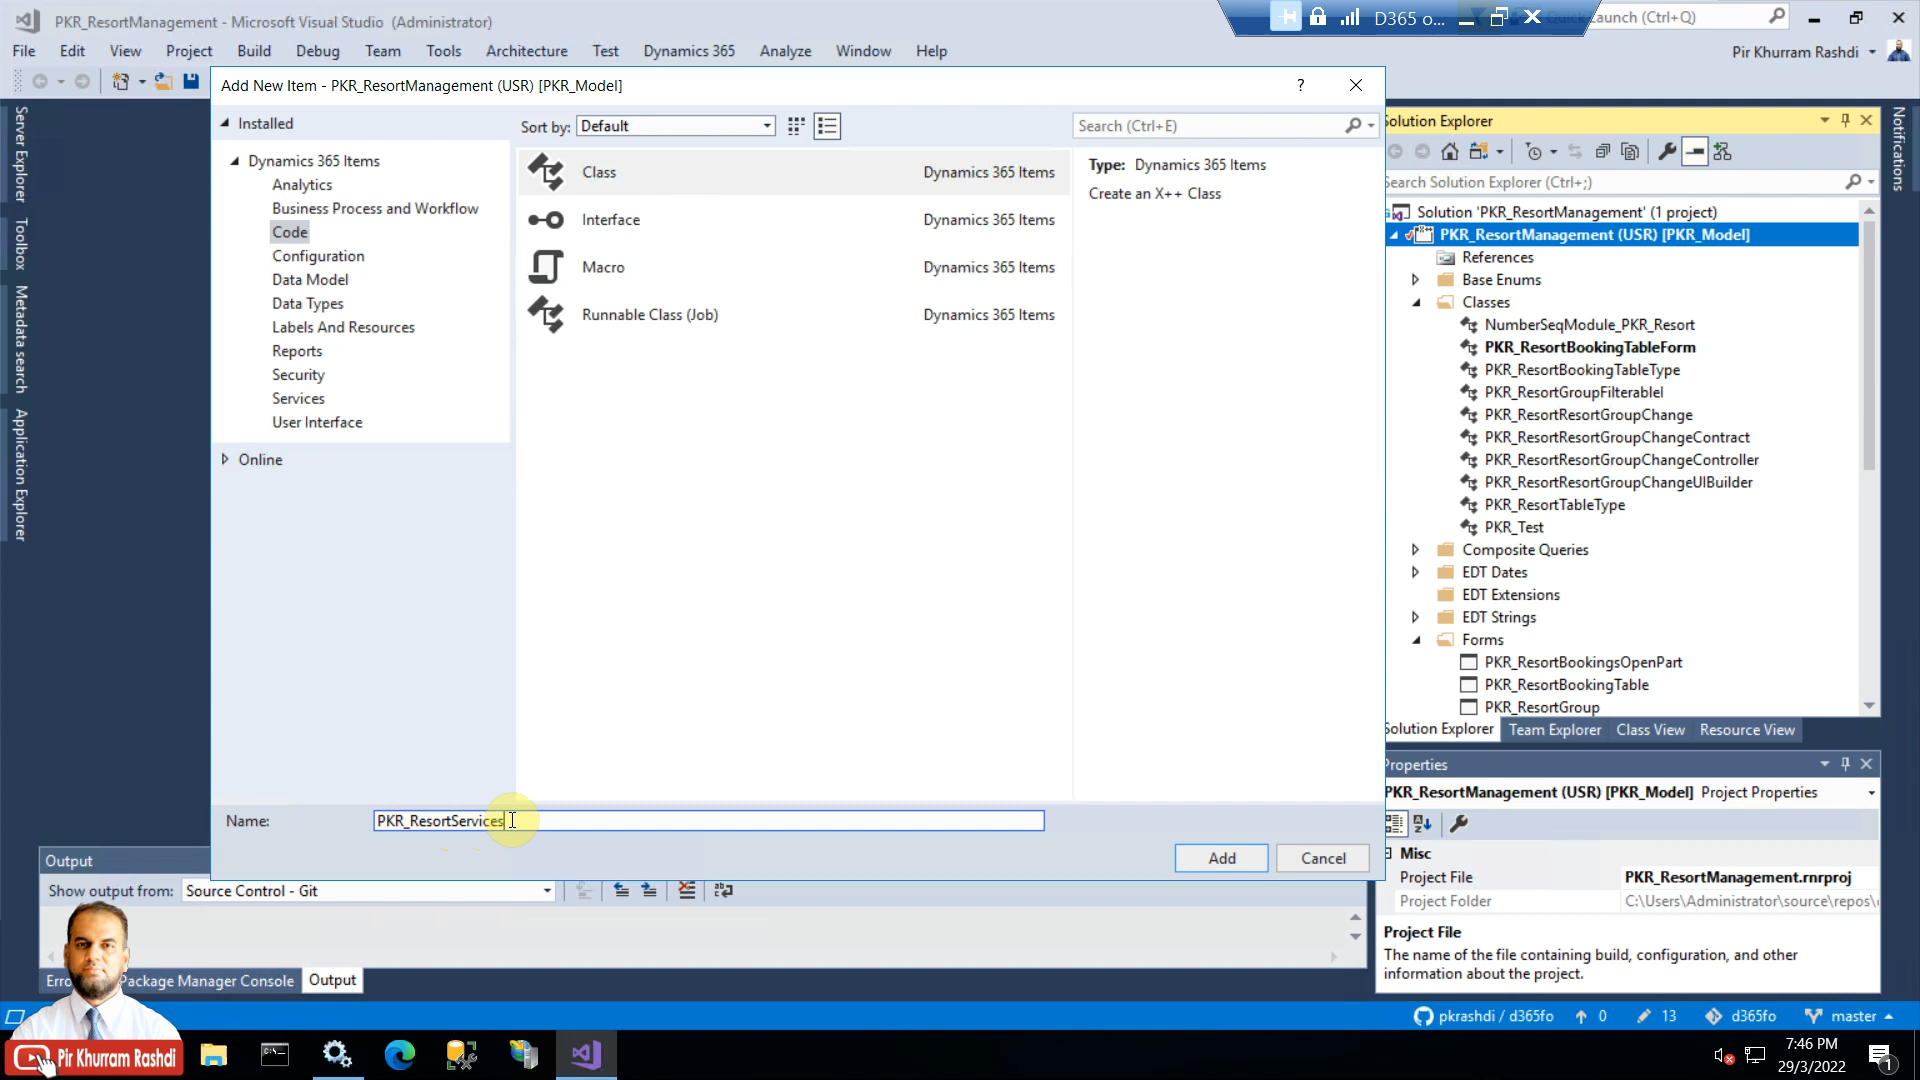 PKR_ResortManagement - Microsoft Visual Studio (Administrator)
D365 o...
Launch (Ctrl+Q)
File Edit View Project Build Debug Team Tools Architecture Test Dynamics 365 Analyze Window Help
Pir Khurram Rashdi
Add New Item - PKR_ResortManagement (USR) [PKR_Model]
?
Installed
Sort by: Default
Search (Ctrl+E)
Dynamics 365 Items
Analytics
Business Process and Workflow
Code
Configuration
Data Model
Data Types
Labels And Resources
Reports
Security
Services
User Interface
Online
Class Dynamics 365 Items
Interface Dynamics 365 Items
Macro Dynamics 365 Items
Runnable Class (Job) Dynamics 365 Items
Type: Dynamics 365 Items
Create an X++ Class
Name: PKR_ResortServices
Add Cancel
Server Explorer
Toolbox
Metadata search
Application Explorer
Notifications
olution Explorer
earch Solution Explorer (Ctrl+;)
Solution 'PKR_ResortManagement' (1 project)
PKR_ResortManagement (USR) [PKR_Model]
References
Base Enums
Classes
NumberSeqModule_PKR_Resort
PKR_ResortBookingTableForm
PKR_ResortBookingTableType
PKR_ResortGroupFilterableI
PKR_ResortResortGroupChange
PKR_ResortResortGroupChangeContract
PKR_ResortResortGroupChangeController
PKR_ResortResortGroupChangeUIBuilder
PKR_ResortTableType
PKR_Test
Composite Queries
EDT Dates
EDT Extensions
EDT Strings
Forms
PKR_ResortBookingsOpenPart
PKR_ResortBookingTable
PKR_ResortGroup
olution Explorer Team Explorer Class View Resource View
roperties
PKR_ResortManagement (USR) [PKR_Model] Project Properties
Misc
Project File PKR_ResortManagement.rnrproj
Project Folder C:\Users\Administrator\source\repos\
Project File
The name of the file containing build, configuration, and other
information about the project.
Output
Show output from: Source Control - Git
Erro Package Manager Console Output
pkrashdi / d365fo 0 13 d365fo master
Pir Khurram Rashdi
7:46 PM
29/3/2022
1